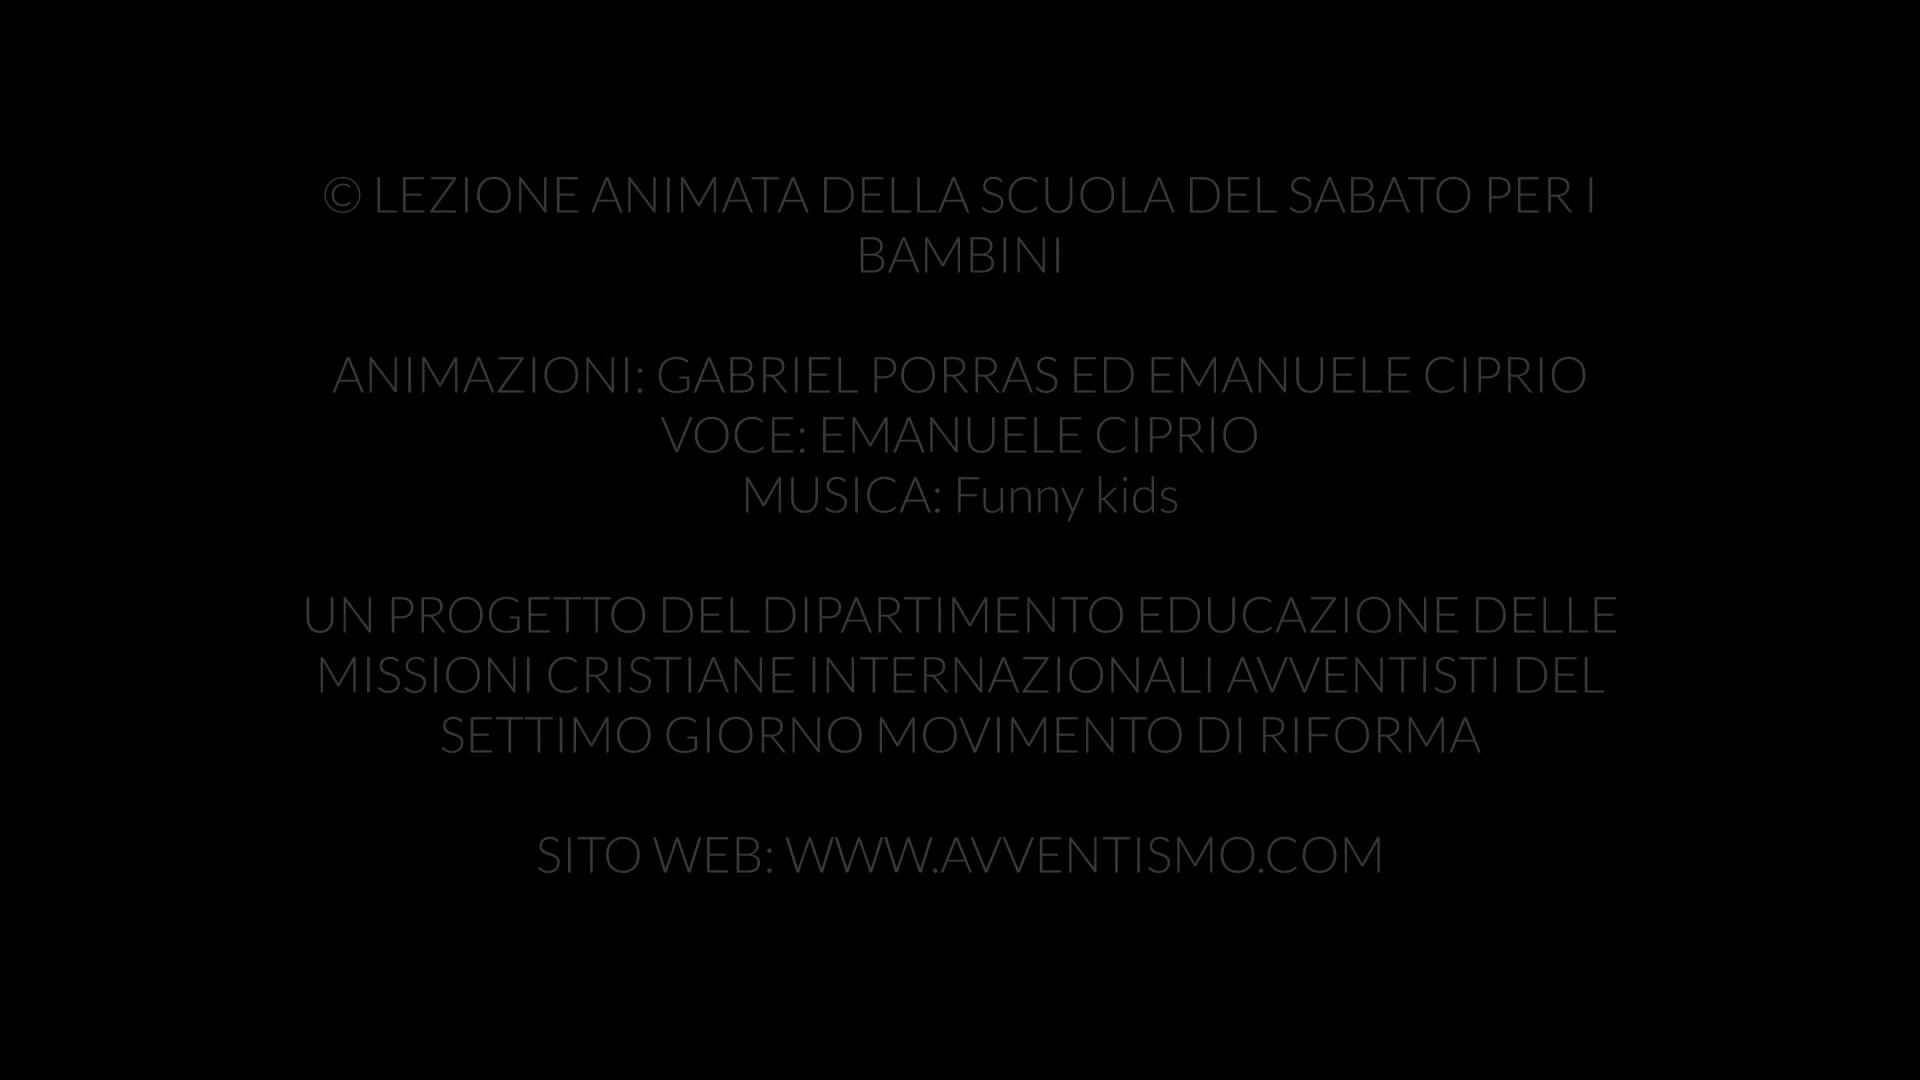 © LEZIONE ANIMATA DELLA SCUOLA DEL SABATO PER I
BAMBINI
ANIMAZIONI: GABRIEL PORRAS ED EMANUELE CIPRIO
VOCE: EMANUELE CIPRIO
MUSICA: Funny kids
UN PROGETTO DEL DIPARTIMENTO EDUCAZIONE DELLE
MISSIONI CRISTIANE INTERNAZIONALI AVVENTISTI DEL
SETTIMO GIORNO MOVIMENTO DI RIFORMA
SITO WEB: WWW.AVVENTISMO.COM